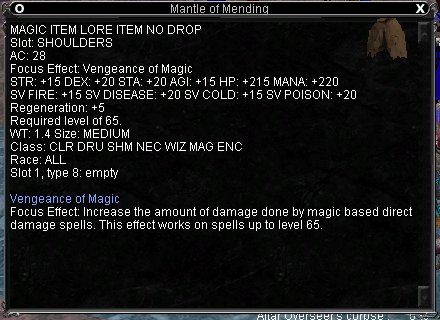 O Mantle of Mending X
MAGIC ITEM LORE ITEM NO DROP
Slot: SHOULDERS
AC: 28
Focus Effect: Vengeance of Magic
STR: +15 DEX: +20 STA: +20 AGI: +15 HP: +215 MANA: +220
SV FIRE: +15 SV DISEASE: +20 SV COLD: +15 SV POISON: +20
Regeneration: +5
Required level of 65.
WT: 1.4 Size: MEDIUM
Class: CLR DRU SHM NEC WIZ MAG ENC
Race: ALL
Slot 1, type 8: empty
Vengeance of Magic
Focus Effect: Increase the amount of damage done by magic based direct
damage spells. This effect works on spells up to level 65.
Altar Overseer's corpse